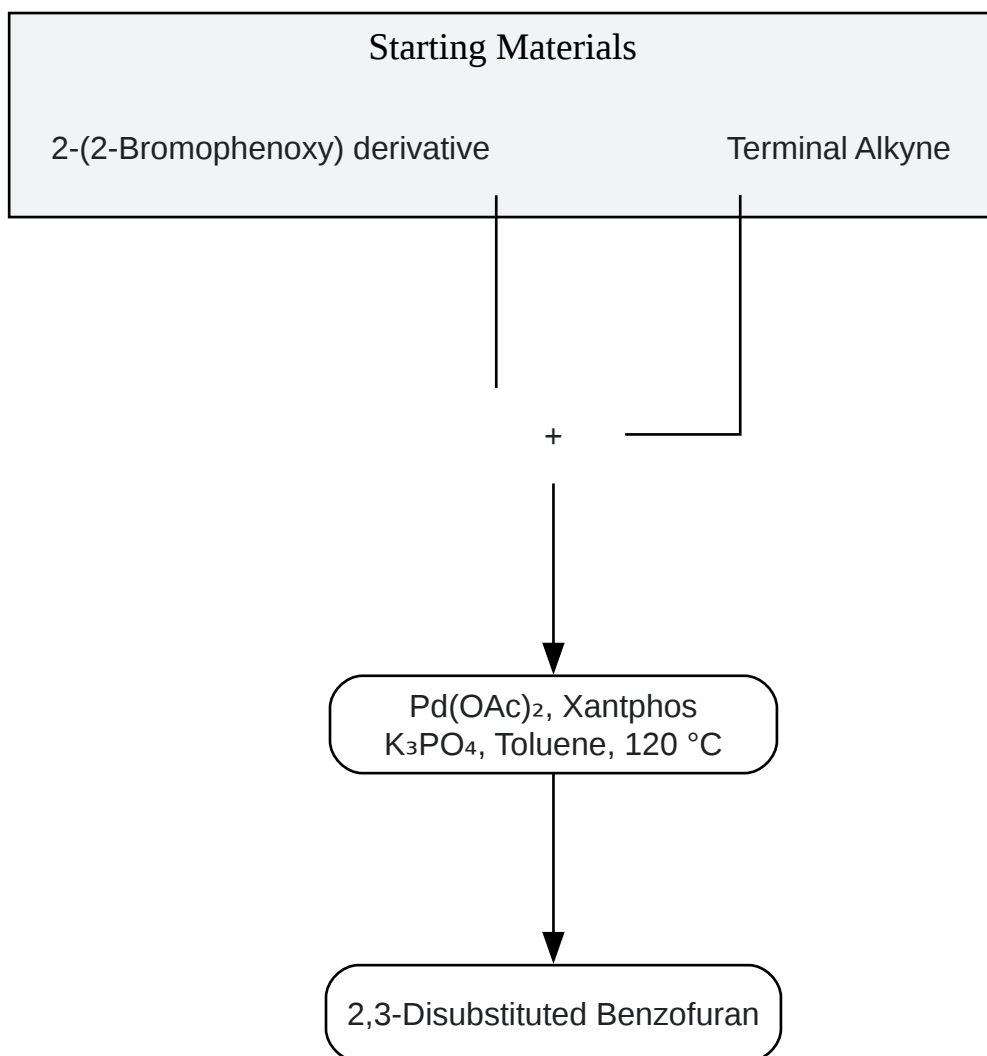 Starting Materials
2-(2-Bromophenoxy) derivative
Terminal Alkyne
+
Pd(OAc)₂, Xantphos
K₃PO₄, Toluene, 120 °C
2,3-Disubstituted Benzofuran